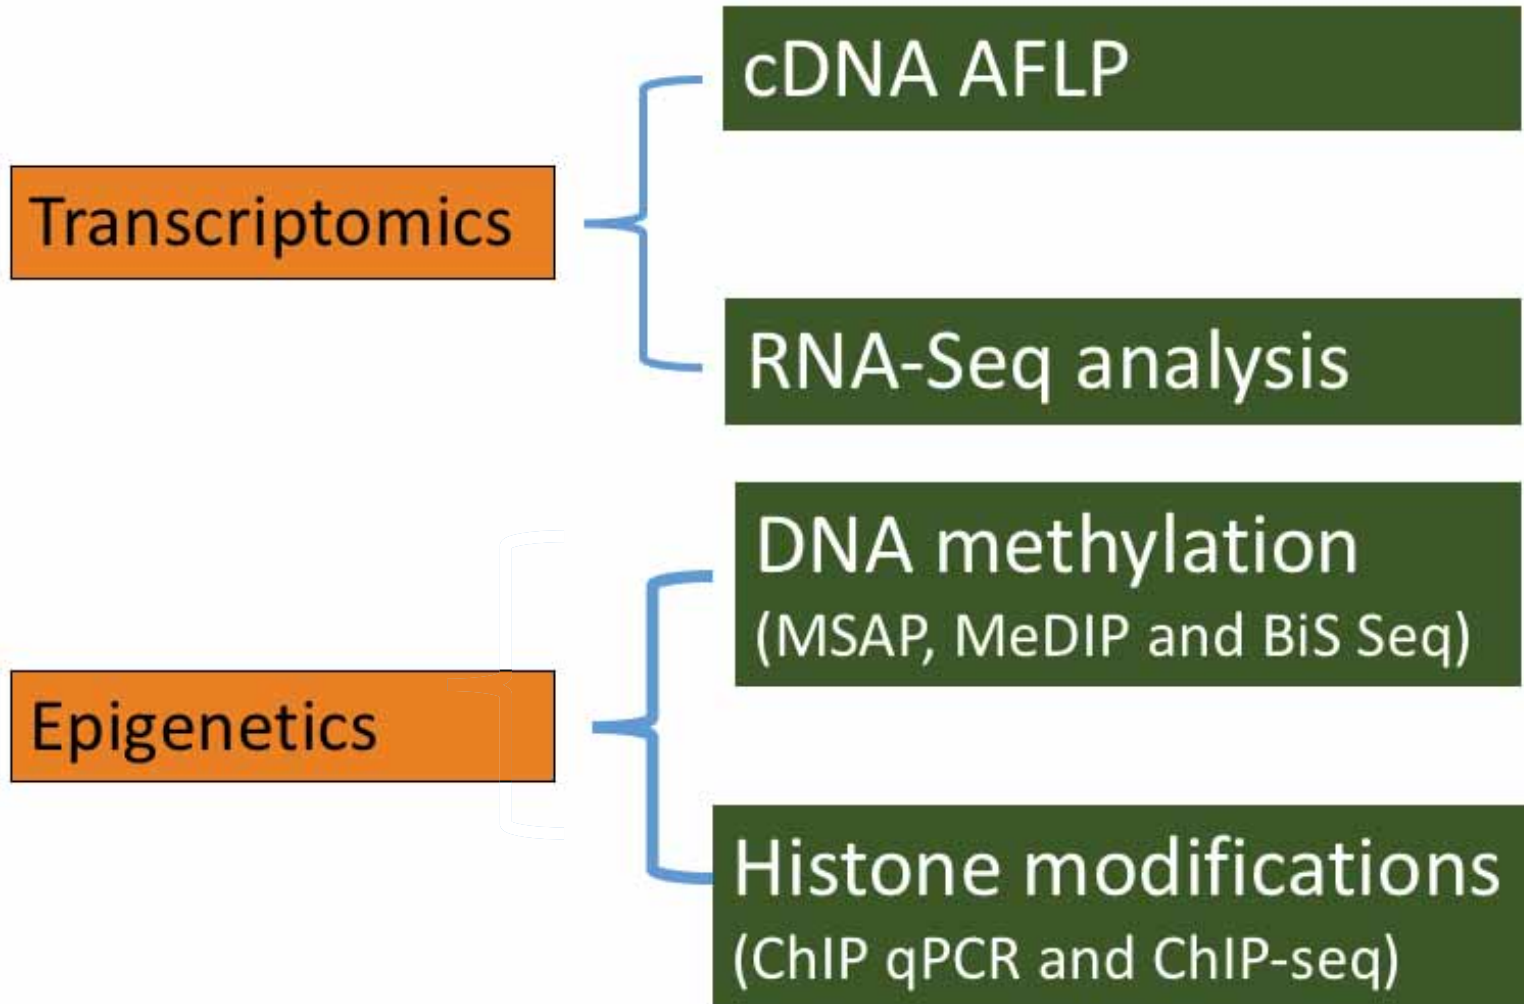 cDNA AFLP
Transcriptomics
RNA-Seq analysis
DNA methylation
(MSAP, MeDIP and BiS Seq)
Epigenetics
Histone modifications
(ChIP qPCR and ChIP-seq)